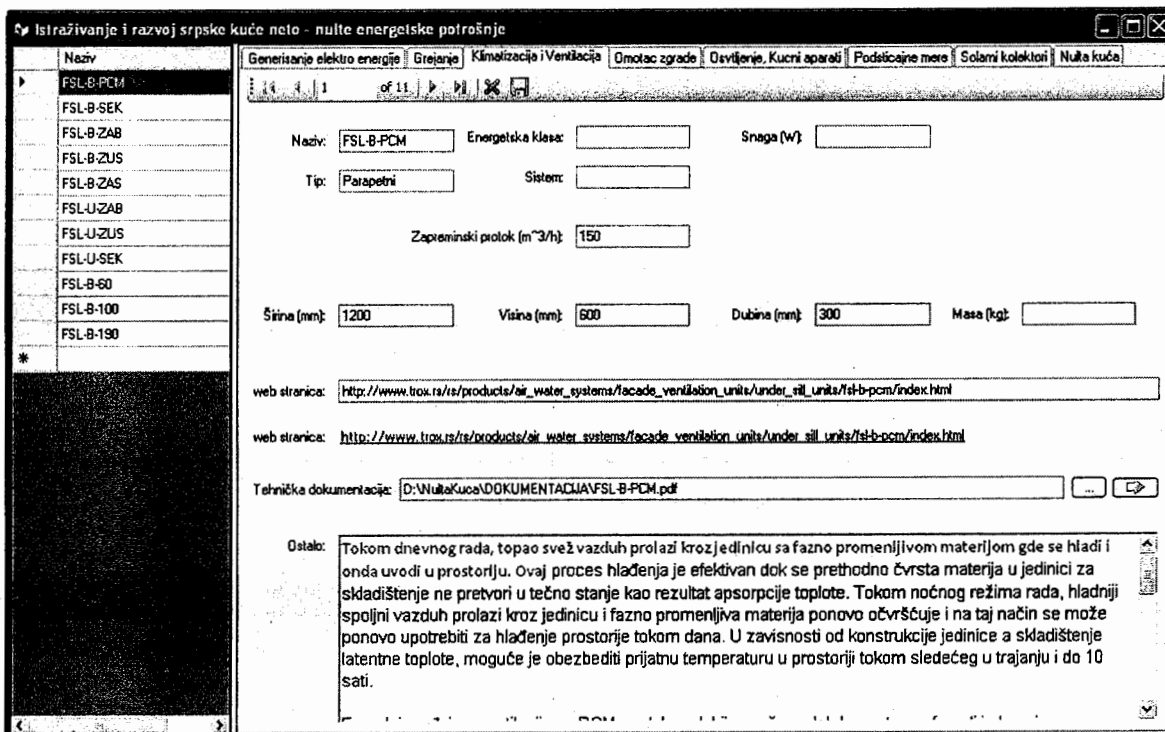 Istraživanje i razvoj srpske kuće neto - nulte energetske potrošnje
Naziv
FSL-B-PCM
FSL-B-SEK
FSL-B-ZAB
FSL-B-ZUS
FSL-B-ZAS
FSL-U-ZAB
FSL-U-ZUS
FSL-U-SEK
FSL-B-60
FSL-B-100
FSL-B-190
*
Generisanje elektro energije Grejanje Klimatizacija i Ventilacija Omotac zgrade Osvtljenje, Kucni aparati Podsticajne mere Solarni kolektori Nulta kuća
1 of 11
Naziv: FSL-B-PCM Energetska klasa: Snaga (W):
Tip: Parapetni Sistem:
Zapreminski protok (m^3/h): 150
Širina (mm): 1200 Visina (mm): 600 Dubina (mm): 300 Masa (kg):
web stranica: http://www.trox.rs/rs/products/air_water_systems/facade_ventilation_units/under_sill_units/fsl-b-pcm/index.html
web stranica: http://www.trox.rs/rs/products/air_water_systems/facade_ventilation_units/under_sill_units/fsl-b-pcm/index.html
Tehnička dokumentacija: D:\NultaKuca\DOKUMENTACIJA\FSL-B-PCM.pdf ...
Ostalo: Tokom dnevnog rada, topao svež vazduh prolazi kroz jedinicu sa fazno promenljivom materijom gde se hladi i
onda uvodi u prostoriju. Ovaj proces hlađenja je efektivan dok se prethodno čvrsta materija u jedinici za
skladištenje ne pretvori u tečno stanje kao rezultat apsorpcije toplote. Tokom noćnog režima rada, hladniji
spoljni vazduh prolazi kroz jedinicu i fazno promenljiva materija ponovo očvršćuje i na taj način se može
ponovo upotrebiti za hlađenje prostorije tokom dana. U zavisnosti od konstrukcije jedinice a skladištenje
latentne toplote, moguće je obezbediti prijatnu temperaturu u prostoriji tokom sledećeg u trajanju i do 10
sati.